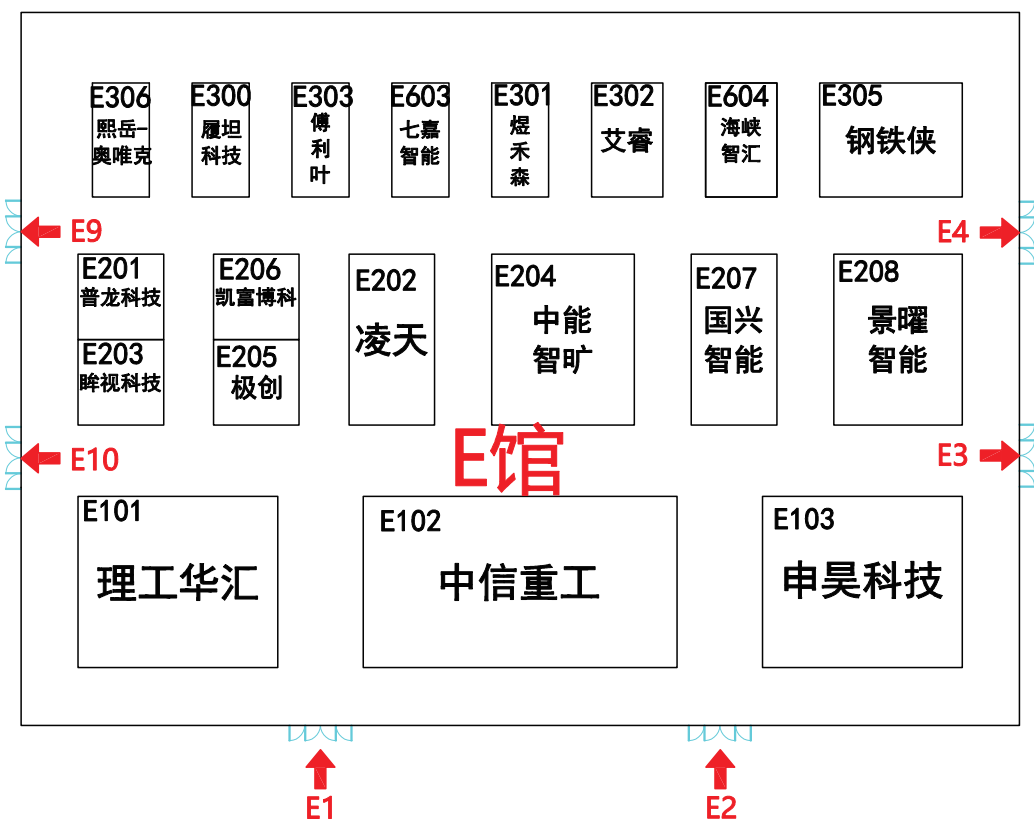 E306
熙岳-
奥唯克
E300
履坦
科技
E303
傅
利
叶
E603
七嘉
智能
E301
煜
禾
森
E302
艾睿
E604
海峡
智汇
E305
钢铁侠
E9
E4
E201
普龙科技
E203
眸视科技
E206
凯富博科
E205
极创
E202
凌天
E204
中能
智旷
E207
国兴
智能
E208
景曜
智能
E馆
E10
E3
E101
理工华汇
E102
中信重工
E103
申昊科技
E1
E2